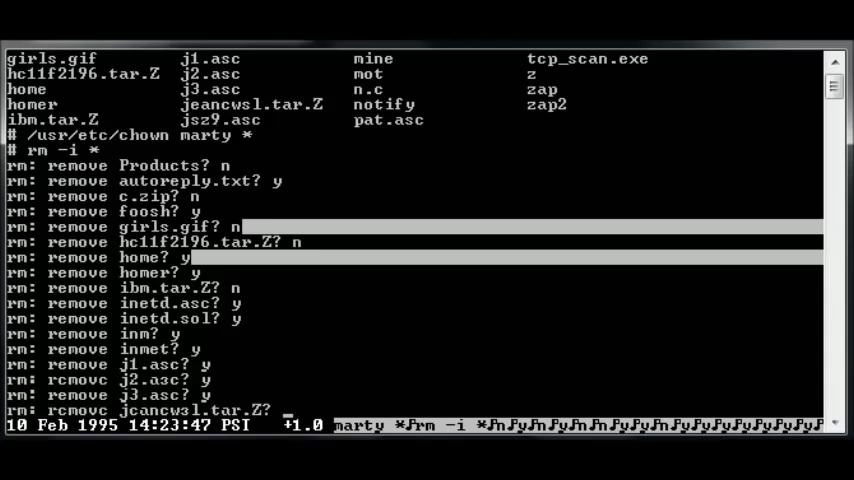 girls.gif j1.asc mine tcp_scan.exe
hc11f2196.tar.Z j2.asc mot z
home j3.asc n.c zap
homer jeancwsl.tar.Z notify zap2
ibm.tar.Z jsz9.asc pat.asc
# /usr/etc/chown marty *
# rm -i *
rm: remove Products? n
rm: remove autoreply.txt? y
rm: remove c.zip? n
rm: remove foosh? y
rm: remove girls.gif? n
rm: remove hc11f2196.tar.Z? n
rm: remove home? y
rm: remove homer? y
rm: remove ibm.tar.Z? n
rm: remove inetd.asc? y
rm: remove inetd.sol? y
rm: remove inm? y
rm: remove inmet? y
rm: remove j1.asc? y
rm: remove j2.asc? y
rm: remove j3.asc? y
rm: remove jeancwsl.tar.Z? _
10 Feb 1995 14:23:47 PST +1.0 marty *♪rm -i *♪n♪y♪n♪y♪n♪n♪y♪y♪n♪y♪y♪y♪y♪y♪y♪y